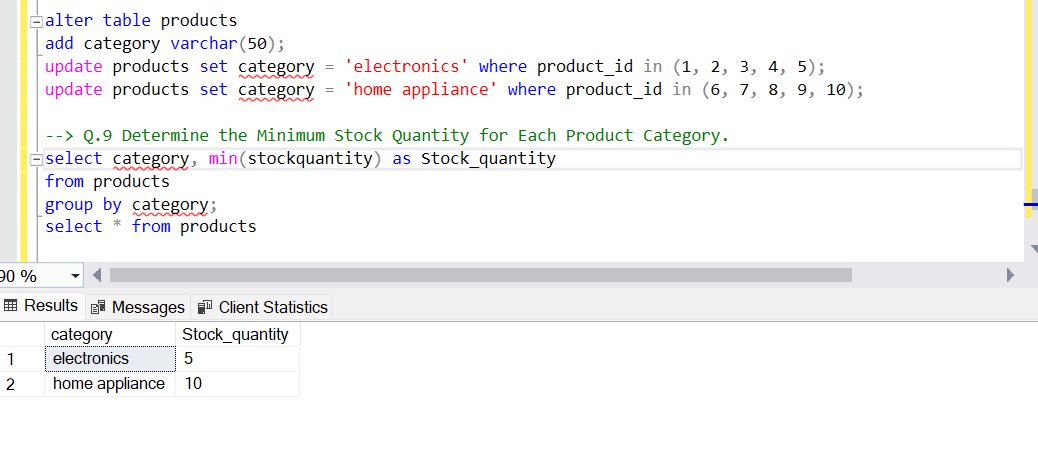 alter table products
add category varchar(50);
update products set category = 'electronics' where product_id in (1, 2, 3, 4, 5);
update products set category = 'home appliance' where product_id in (6, 7, 8, 9, 10);
--> Q.9 Determine the Minimum Stock Quantity for Each Product Category.
select category, min(stockquantity) as Stock_quantity
from products
group by category;
select * from products
90 %
Results Messages Client Statistics
category Stock_quantity
1 electronics 5
2 home appliance 10